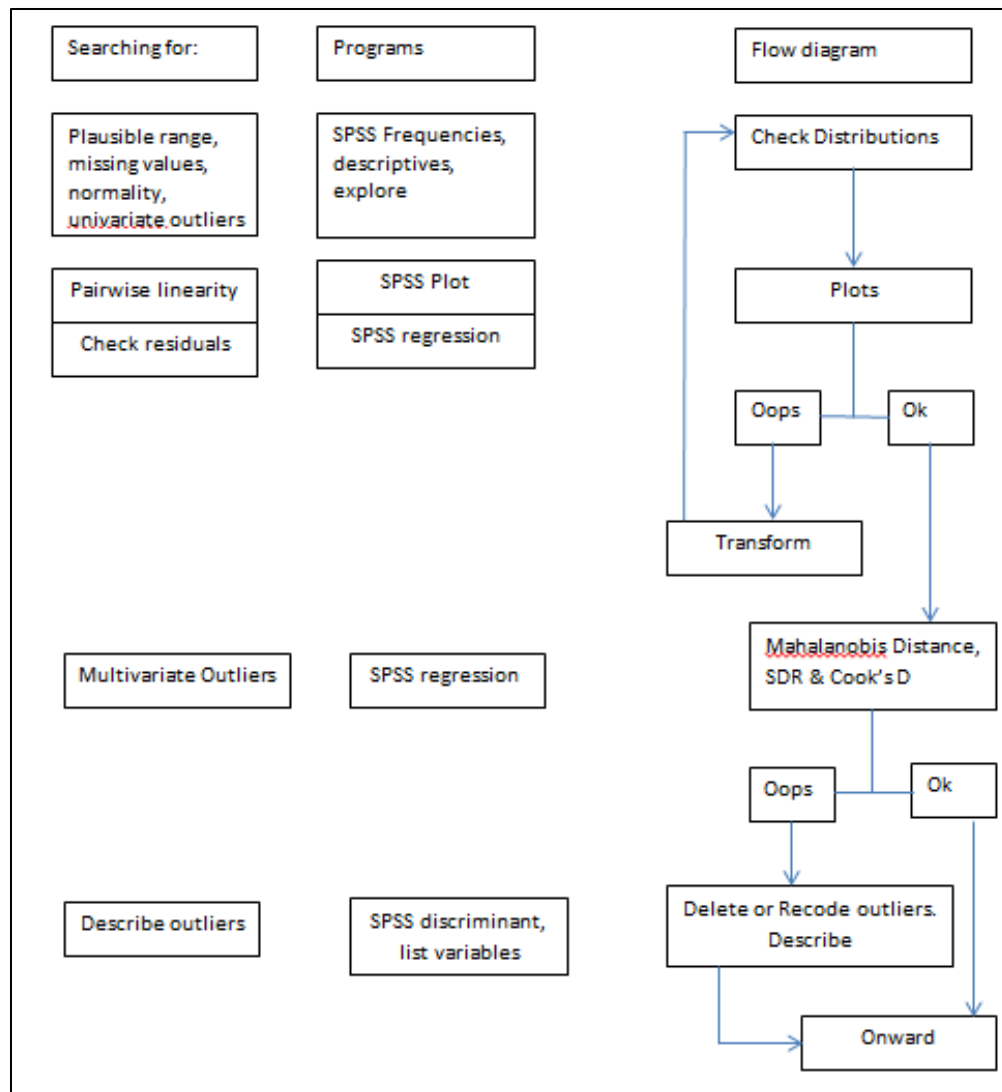 Searching for:
Programs
Flow diagram
Plausible range,
missing values,
normality,
univariate outliers
SPSS Frequencies,
descriptives,
explore
Check Distributions
Pairwise linearity
Check residuals
SPSS Plot
SPSS regression
Plots
Oops
Ok
Transform
Multivariate Outliers
SPSS regression
Mahalanobis Distance,
SDR & Cook's D
Oops
Ok
Describe outliers
SPSS discriminant,
list variables
Delete or Recode outliers.
Describe
Onward